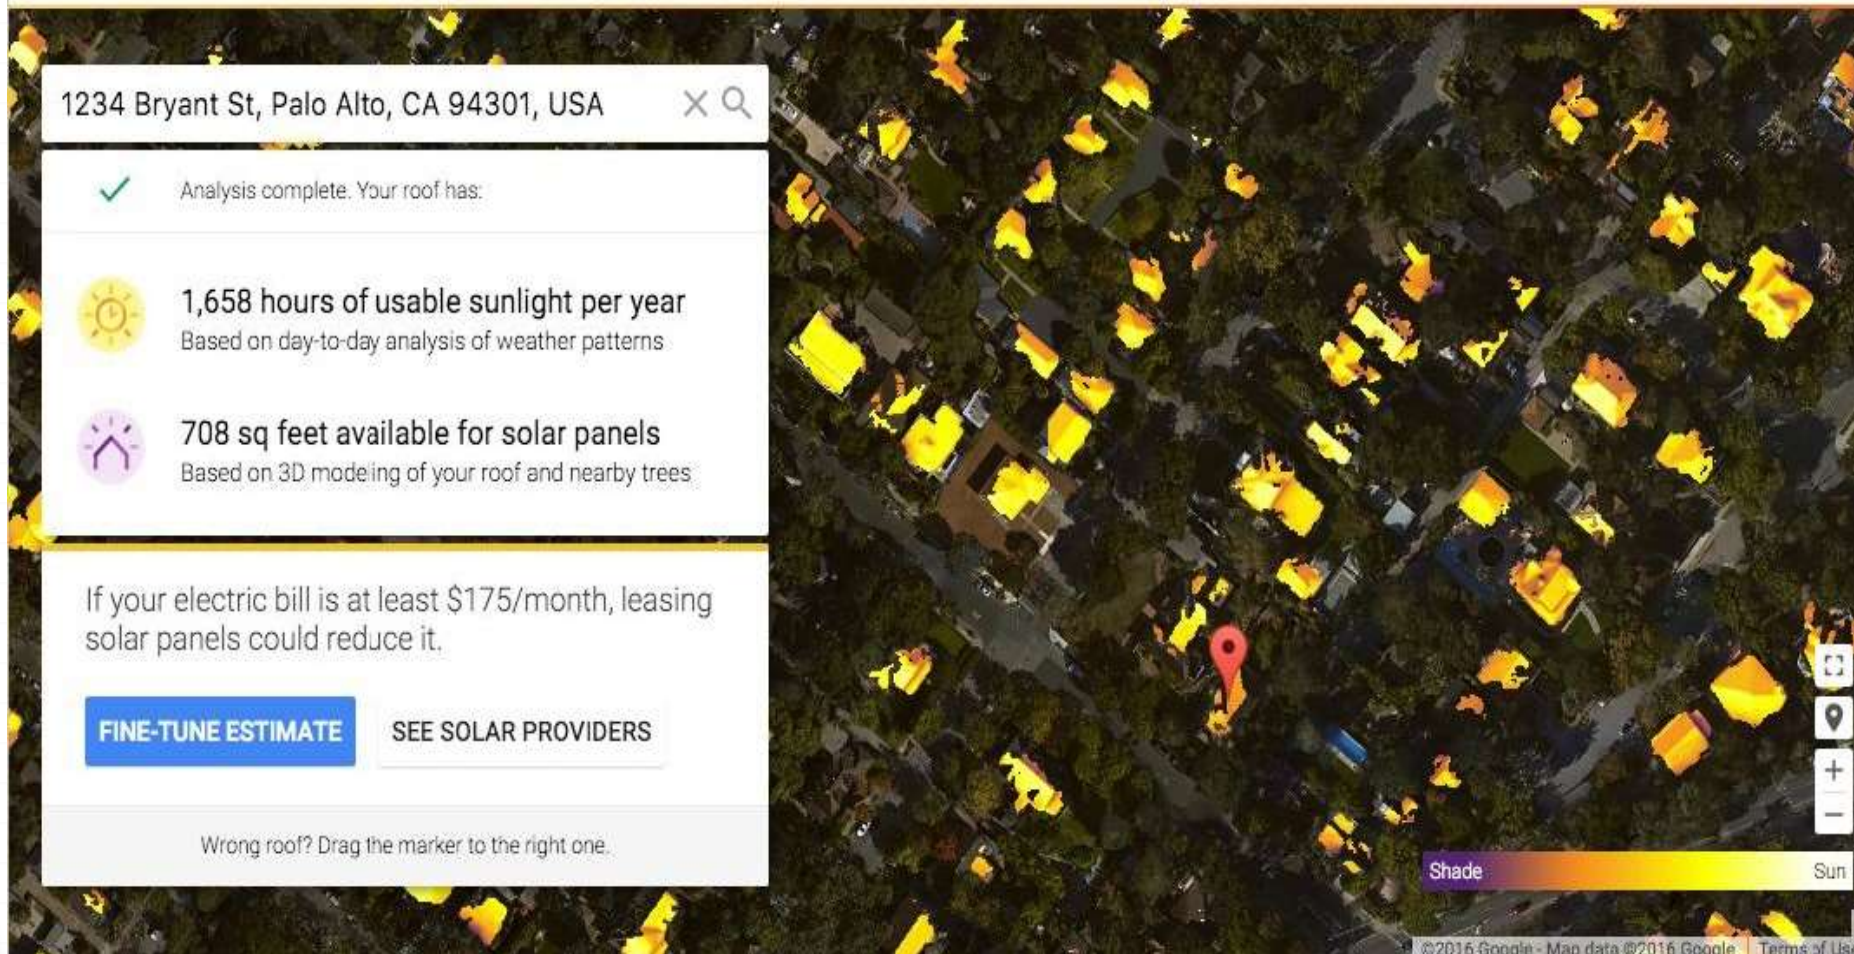 1234 Bryant St, Palo Alto, CA 94301, USA
Analysis complete. Your roof has:
1,658 hours of usable sunlight per year
Based on day-to-day analysis of weather patterns
708 sq feet available for solar panels
Based on 3D modeling of your roof and nearby trees
If your electric bill is at least $175/month, leasing
solar panels could reduce it.
FINE-TUNE ESTIMATE
SEE SOLAR PROVIDERS
Wrong roof? Drag the marker to the right one.
Shade
Sun
©2016 Google - Map data ©2016 Google
Terms of Use